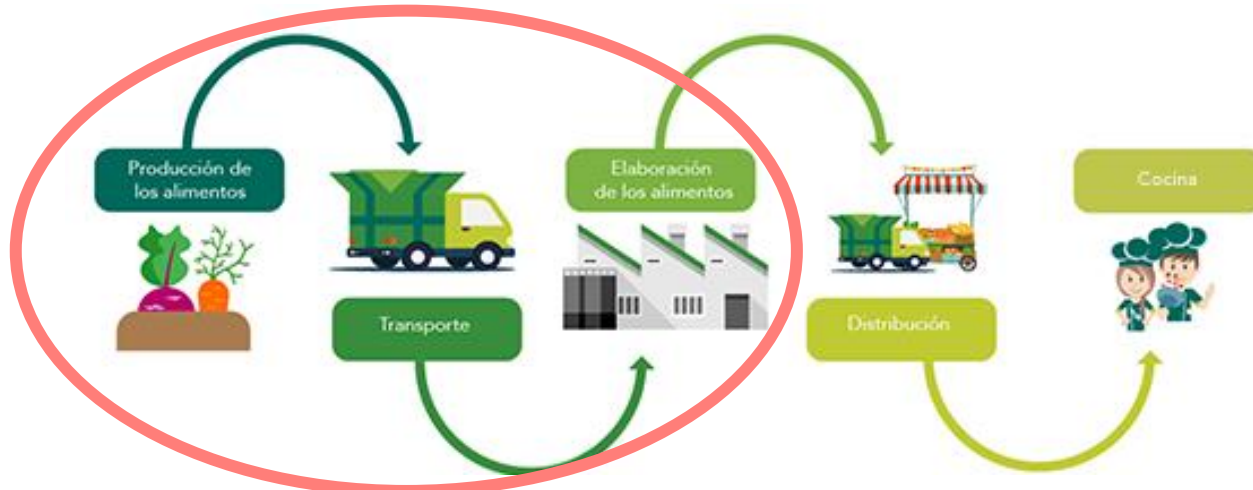 Producción de
los alimentos
Transporte
Elaboración
de los alimentos
Distribución
Cocina